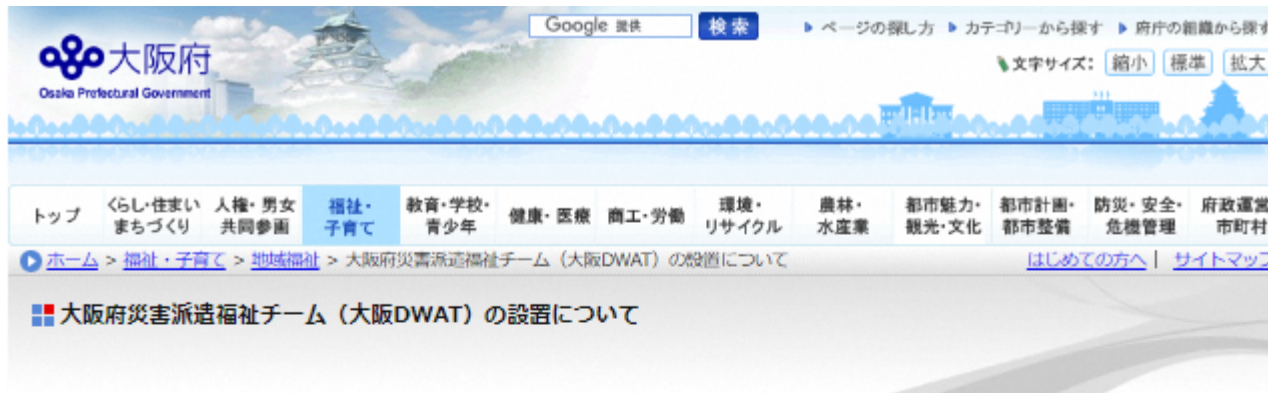 Google 提供
検索
ページの探し方 カテゴリーから探す 府庁の組織から探す
大阪府
Osaka Prefectural Government
文字サイズ: 縮小 標準 拡大
トップ
くらし・住まい
まちづくり
人権・男女
共同参画
福祉・
子育て
教育・学校・
青少年
健康・医療
商工・労働
環境・
リサイクル
農林・
水産業
都市魅力・
観光・文化
都市計画・
都市整備
防災・安全・
危機管理
府政運営
市町村
ホーム > 福祉・子育て > 地域福祉 > 大阪府災害派遣福祉チーム（大阪DWAT）の設置について
はじめての方へ | サイトマップ
大阪府災害派遣福祉チーム（大阪DWAT）の設置について